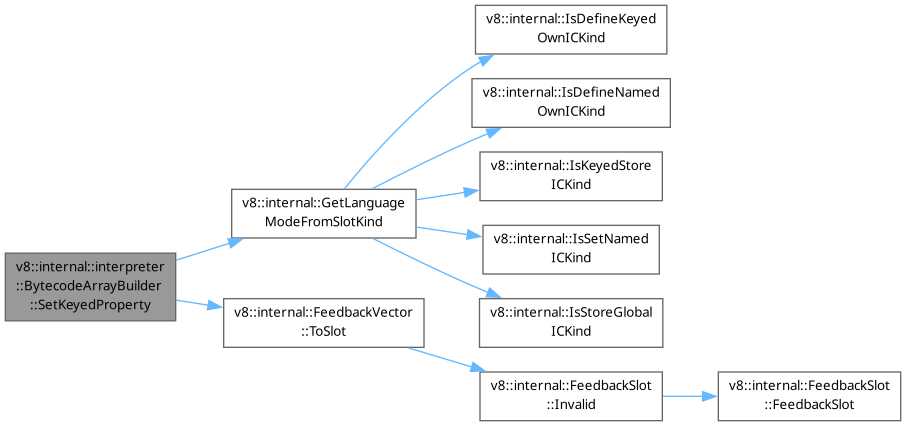 v8::internal::IsDefineKeyed
OwnICKind
v8::internal::IsDefineNamed
OwnICKind
v8::internal::IsKeyedStore
ICKind
v8::internal::GetLanguage
ModeFromSlotKind
v8::internal::IsSetNamed
ICKind
v8::internal::interpreter
::BytecodeArrayBuilder
::SetKeyedProperty
v8::internal::FeedbackVector
::ToSlot
v8::internal::IsStoreGlobal
ICKind
v8::internal::FeedbackSlot
::Invalid
v8::internal::FeedbackSlot
::FeedbackSlot